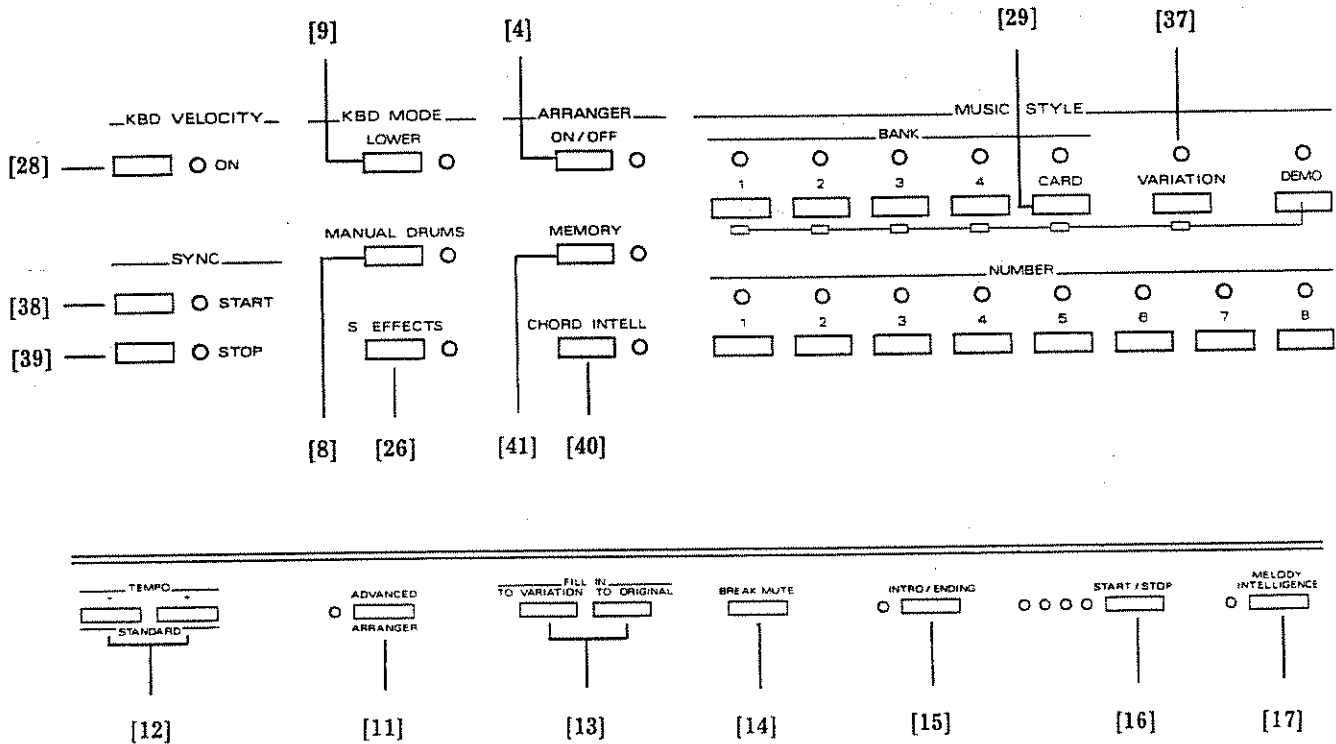 [9] [4] [29] [37]
KBD VELOCITY KBD MODE ARRANGER MUSIC STYLE
LOWER ON/OFF BANK
[28] ON 1 2 3 4 CARD VARIATION DEMO
MANUAL DRUMS MEMORY
SYNC NUMBER
[38] START 1 2 3 4 5 6 7 8
S EFFECTS CHORD INTELL
[39] STOP
[8] [26] [41] [40]
TEMPO FILL IN MELODY
- + ADVANCED TO VARIATION TO ORIGINAL BREAK MUTE INTRO/ENDING START/STOP INTELLIGENCE
STANDARD ARRANGER
[12] [11] [13] [14] [15] [16] [17]